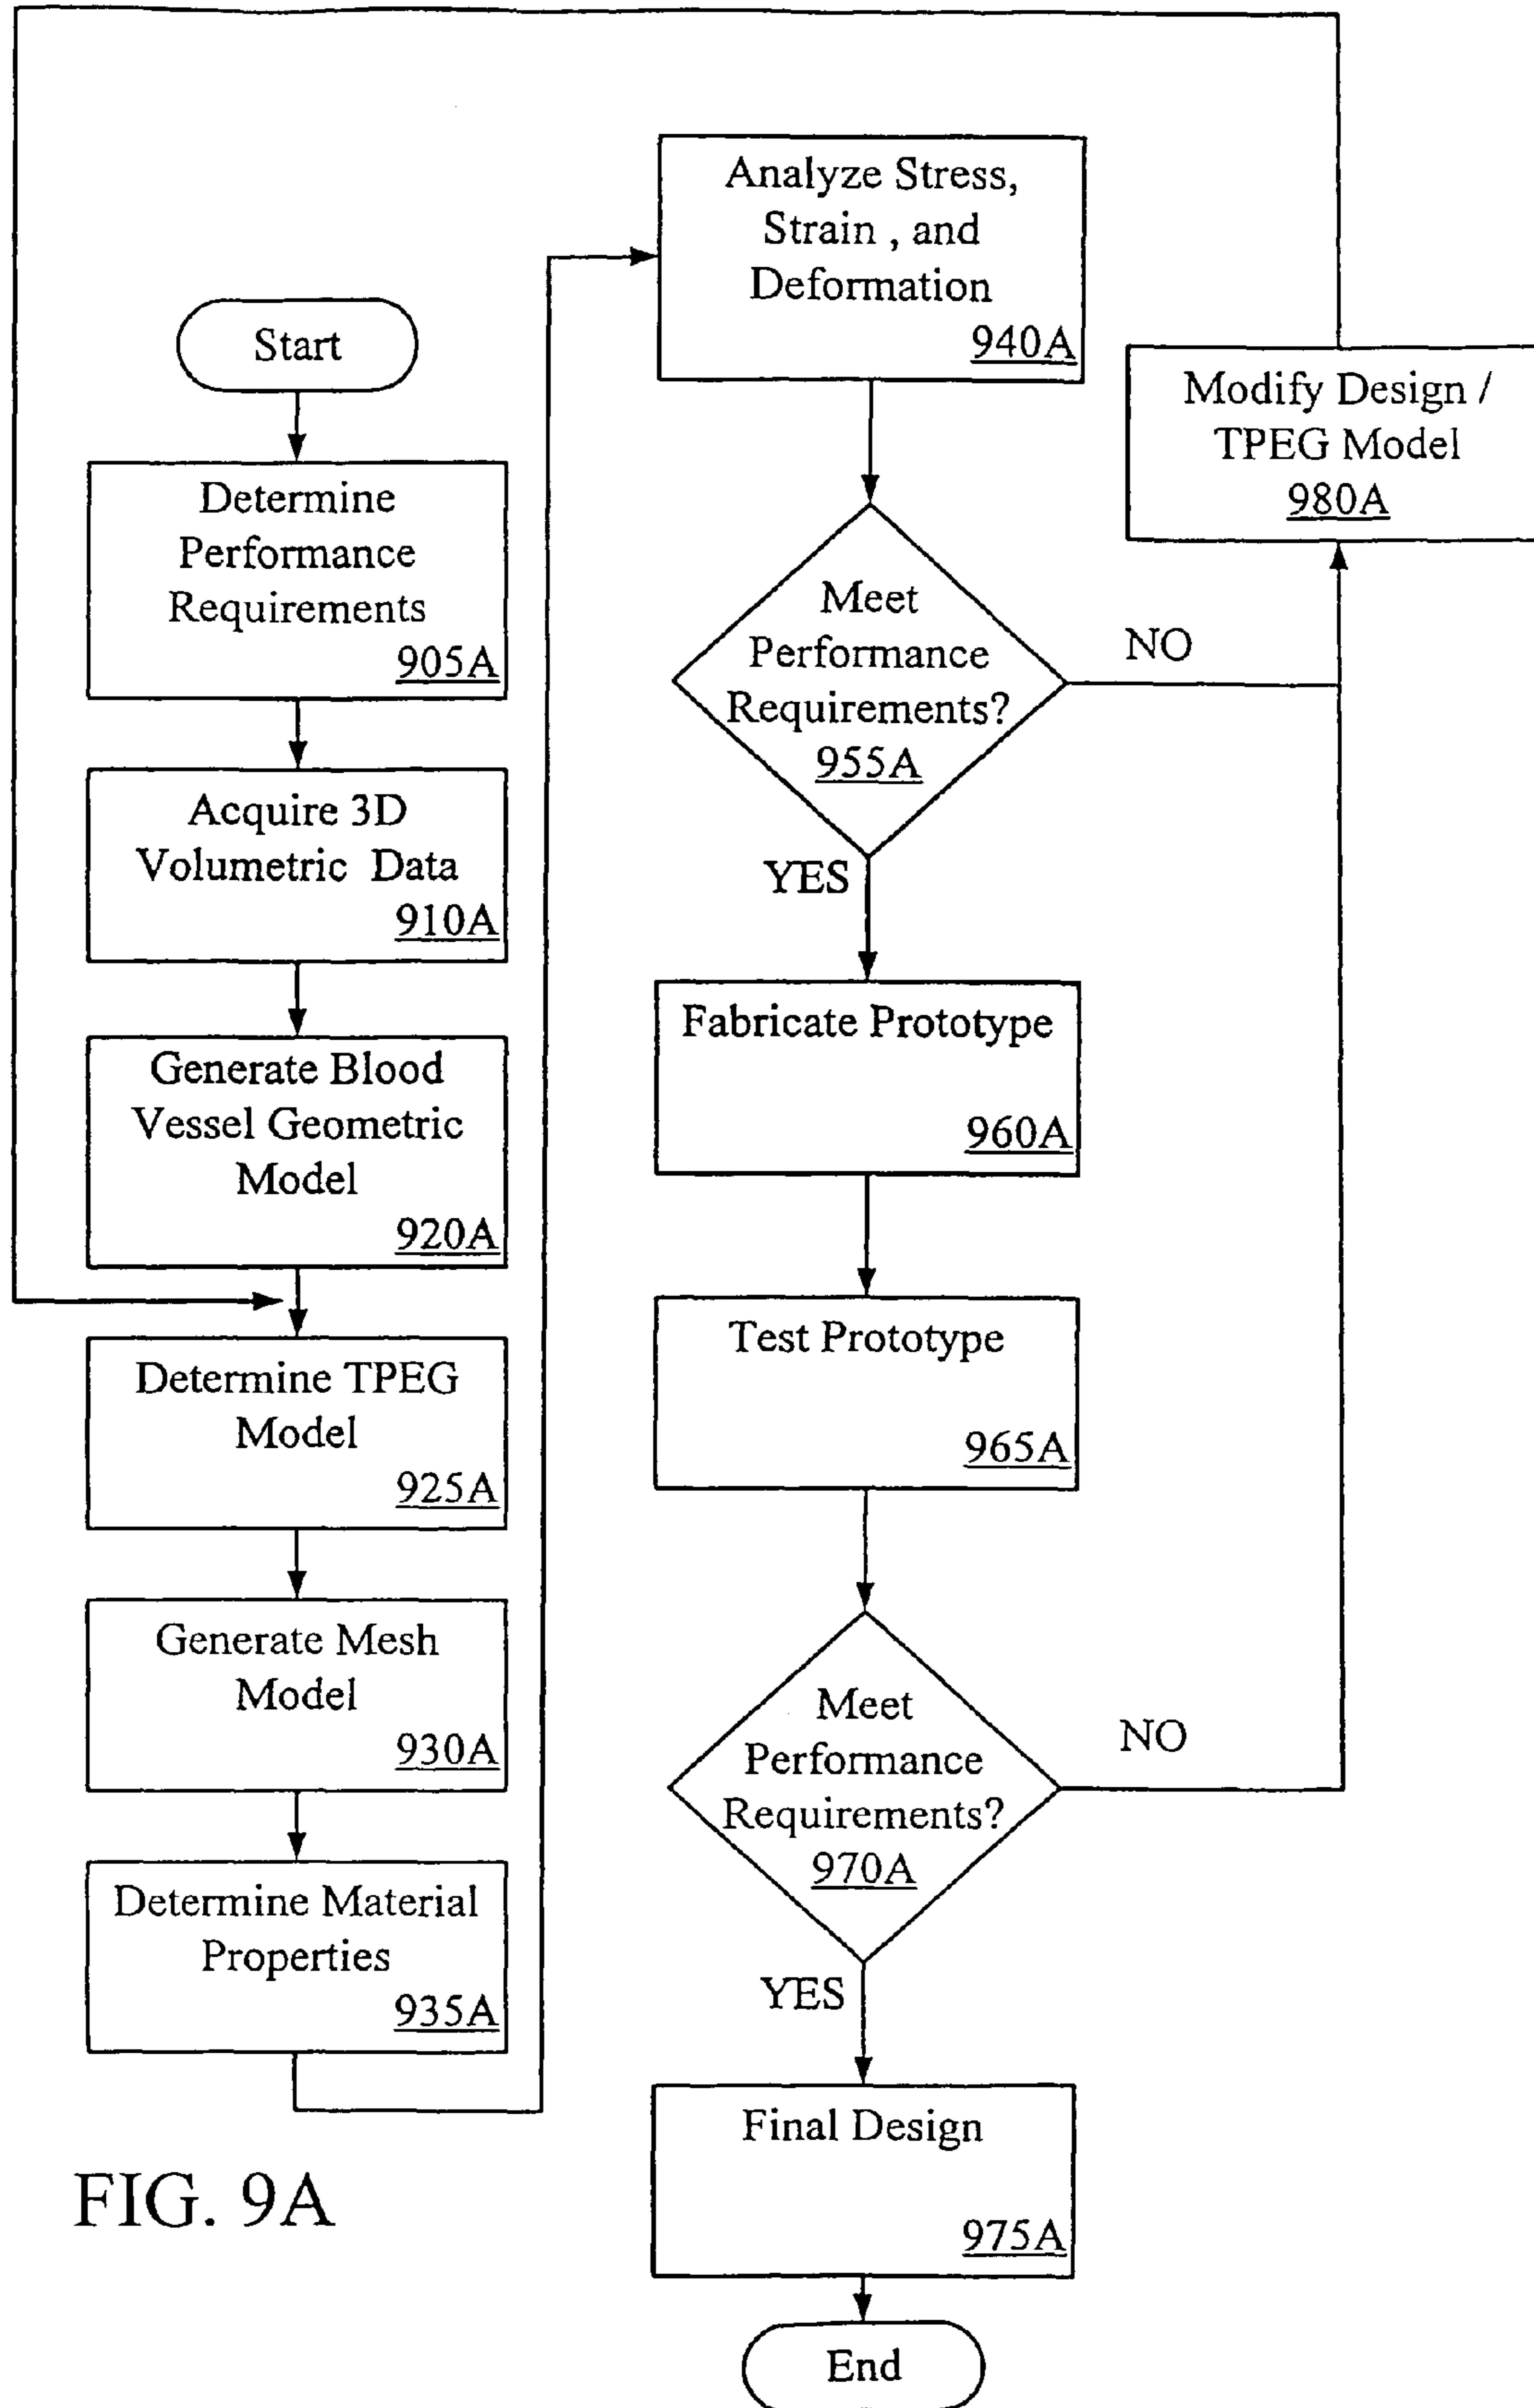 Start
Determine
Performance
Requirements
905A
Acquire 3D
Volumetric Data
910A
Generate Blood
Vessel Geometric
Model
920A
Determine TPEG
Model
925A
Generate Mesh
Model
930A
Determine Material
Properties
935A
Analyze Stress,
Strain , and
Deformation
940A
Meet
Performance
Requirements?
955A
NO
YES
Modify Design /
TPEG Model
980A
Fabricate Prototype
960A
Test Prototype
965A
Meet
Performance
Requirements?
970A
NO
YES
Final Design
975A
End
FIG. 9A